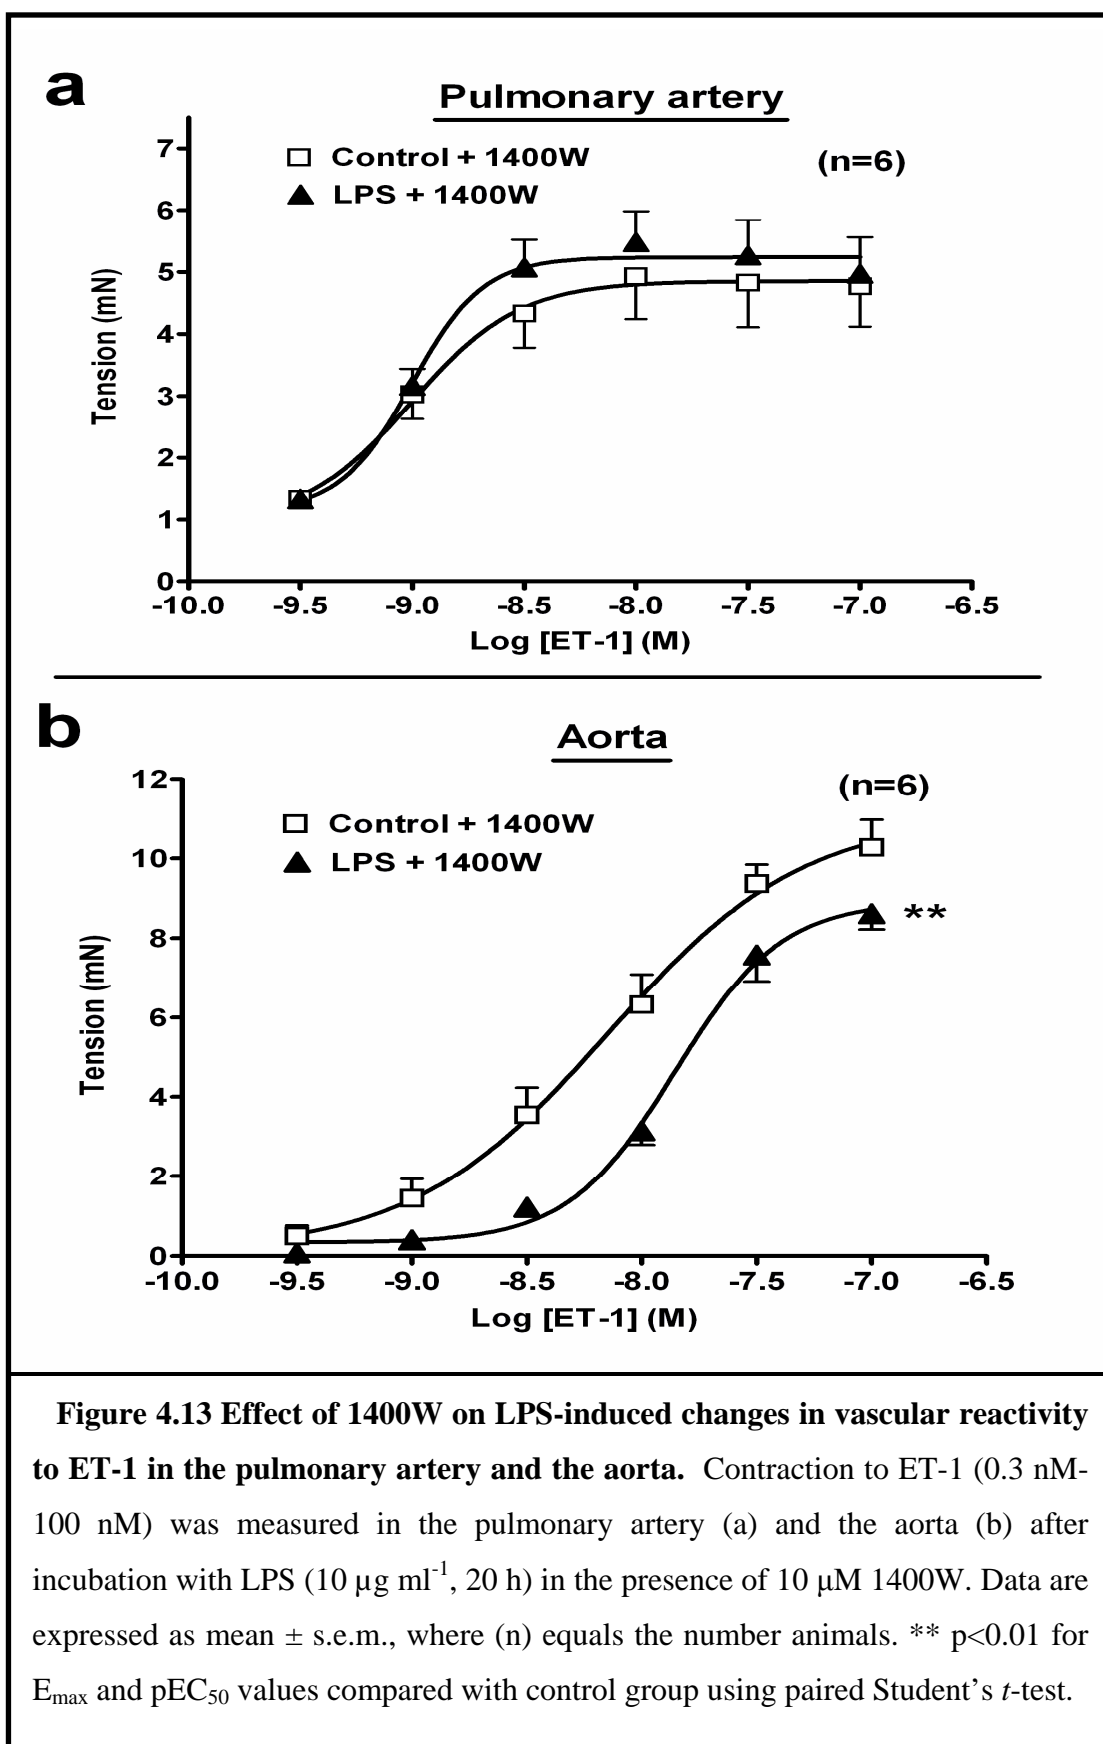 a
Pulmonary artery
Control + 1400W
LPS + 1400W
(n=6)
7
6
5
4
3
2
1
0
Tension (mN)
-10.0 -9.5 -9.0 -8.5 -8.0 -7.5 -7.0 -6.5
Log [ET-1] (M)
b
Aorta
Control + 1400W
LPS + 1400W
(n=6)
12
10
8
6
4
2
0
**
Tension (mN)
-10.0 -9.5 -9.0 -8.5 -8.0 -7.5 -7.0 -6.5
Log [ET-1] (M)
Figure 4.13 Effect of 1400W on LPS-induced changes in vascular reactivity
to ET-1 in the pulmonary artery and the aorta. Contraction to ET-1 (0.3 nM-
100 nM) was measured in the pulmonary artery (a) and the aorta (b) after
incubation with LPS (10 µg ml⁻¹, 20 h) in the presence of 10 µM 1400W. Data are
expressed as mean ± s.e.m., where (n) equals the number animals. ** p<0.01 for
Eₘₐₓ and pEC₅₀ values compared with control group using paired Student’s t-test.